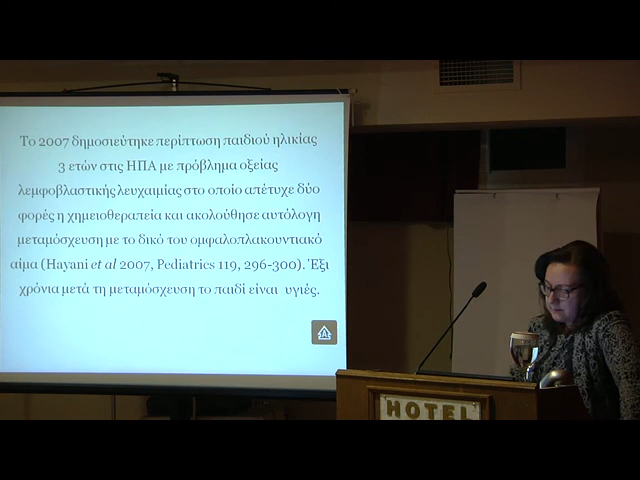 Το 2007 δημοσιεύτηκε περίπτωση παιδιού ηλικίας
3 ετών στις ΗΠΑ με πρόβλημα οξείας
λεμφοβλαστικής λευχαιμίας στο οποίο απέτυχε δύο
φορές η χημειοθεραπεία και ακολούθησε αυτόλογη
μεταμόσχευση με το δικό του ομφαλοπλακουντιακό
αίμα (Hayani et al 2007, Pediatrics 119, 296-300). Έξι
χρόνια μετά τη μεταμόσχευση το παιδί είναι υγιές.
HOTEL